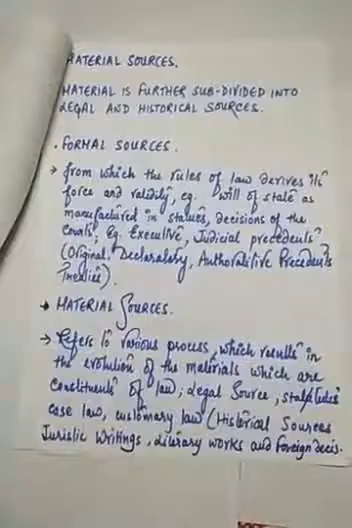 MATERIAL SOURCES.
MATERIAL IS FURTHER SUB-DIVIDED INTO
LEGAL AND HISTORICAL SOURCES.
. FORMAL SOURCES.
→ from which the rules of law derives its
force and validity, eg. "will of state as
manufactured in statues, decisions of the
courts", Eg. Executive, Judicial precedents"
(Original, Declaralory, Authoratitive Precedents
→ MATERIAL SOURCES.
→ Refers to various process, which results in
the evolution of the materials which are
constituents of law; Legal Source,
case law, customary law (Historical Sources
Juristic Writings, Literary works and foreign decis.